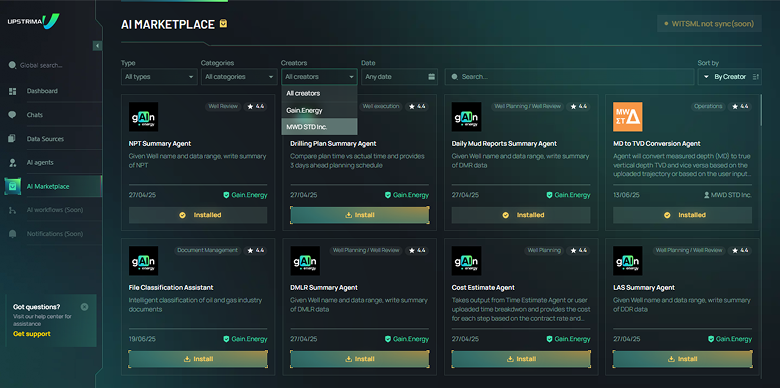 UPSTRIMA
AI MARKETPLACE
WITSML not sync(soon)
Global search...
Dashboard
Chats
Data Sources
AI agents
AI Marketplace
AI workflows (Soon)
Notifications (Soon)
Got questions?
Visit our help center for
assistance
Get support
Type
All types
Categories
All categories
Creators
All creators
Date
Any date
Search...
Sort by
By Creator
All creators
Gain.Energy
MWD STD Inc.
gAIn
energy
Well Review
4.4
NPT Summary Agent
Given Well name and data range, write summary
of NPT
27/04/25
Gain.Energy
Installed
Well execution
4.4
Drilling Plan Summary Agent
Compare plan time vs actual time and provides
3 days ahead planning schedule
27/04/25
Gain.Energy
Install
gAIn
energy
Well Planning / Well Review
4.4
Daily Mud Reports Summary Agent
Given Well name and data range, write summary
of DMR data
27/04/25
Gain.Energy
Installed
MW
ΣT
Operations
4.4
MD to TVD Conversion Agent
Agent will convert measured depth (MD) to true
vertical depth TVD and vice versa based on the
uploaded trajectory or based on the user input...
13/06/25
MWD STD Inc.
Installed
gAIn
energy
Document Management
4.4
File Classification Assistant
Intelligent classification of oil and gas industry
documents
19/06/25
Gain.Energy
Install
gAIn
energy
Well Planning / Well Review
4.4
DMLR Summary Agent
Given Well name and data range, write summary
of DMLR data
27/04/25
Gain.Energy
Install
gAIn
energy
Well Planning
4.4
Cost Estimate Agent
Takes output from Time Estimate Agent or user
uploaded time breakdwon and provides the cost
for each step based on the contract rate and...
27/04/25
Gain.Energy
Install
gAIn
energy
Well Planning / Well Review
4.4
LAS Summary Agent
Given Well name and data range, write summary
of DDR data
27/04/25
Gain.Energy
Install